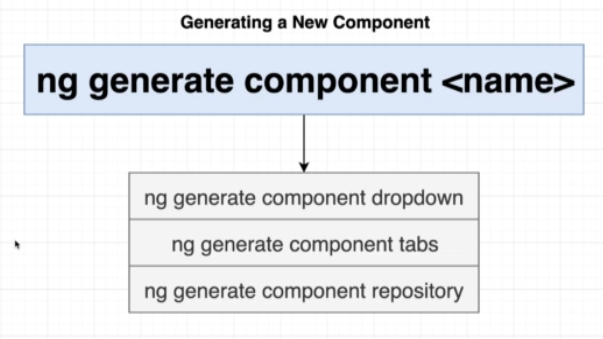 Generating a New Component
ng generate component <name>
ng generate component dropdown
ng generate component tabs
ng generate component repository